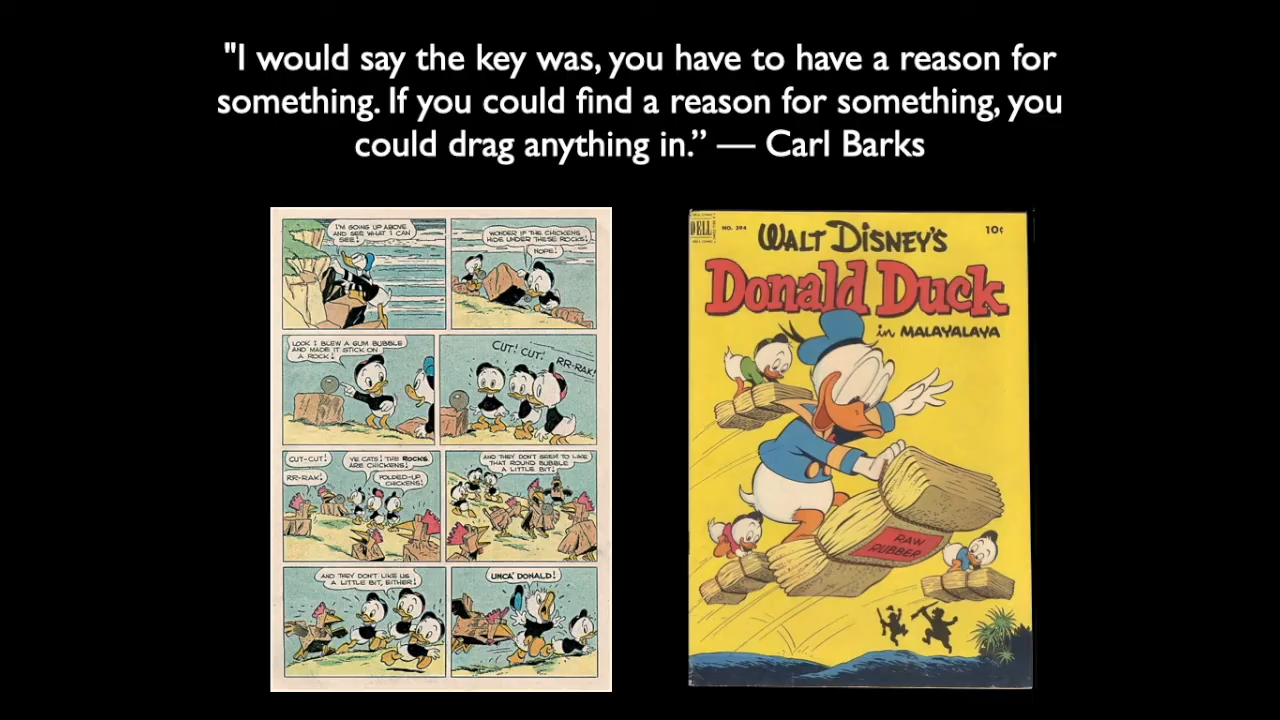 "I would say the key was, you have to have a reason for
something. If you could find a reason for something, you
could drag anything in.” — Carl Barks
I'M GOING UP ABOVE
AND SEE WHAT I CAN
SEE!
WONDER IF THE CHICKENS
HIDE UNDER THESE ROCKS!
NOPE!
LOOK I BLEW A GUM BUBBLE
AND MADE IT STICK ON
A ROCK!
CUT! CUT!
RR-RAK!
CUT-CUT!
RR-RAK!
YE CATS! THE ROCKS
ARE CHICKENS!
FOLDED-UP
CHICKENS!
AND THEY DON'T SEEM TO LIKE
THAT ROUND BUBBLE
A LITTLE BIT!
AND THEY DON'T LIKE US
A LITTLE BIT, EITHER!
UNCA' DONALD!
DELL
NO. 394
10¢
WALT DISNEY'S
Donald Duck
in MALAYALAYA
RAW
RUBBER